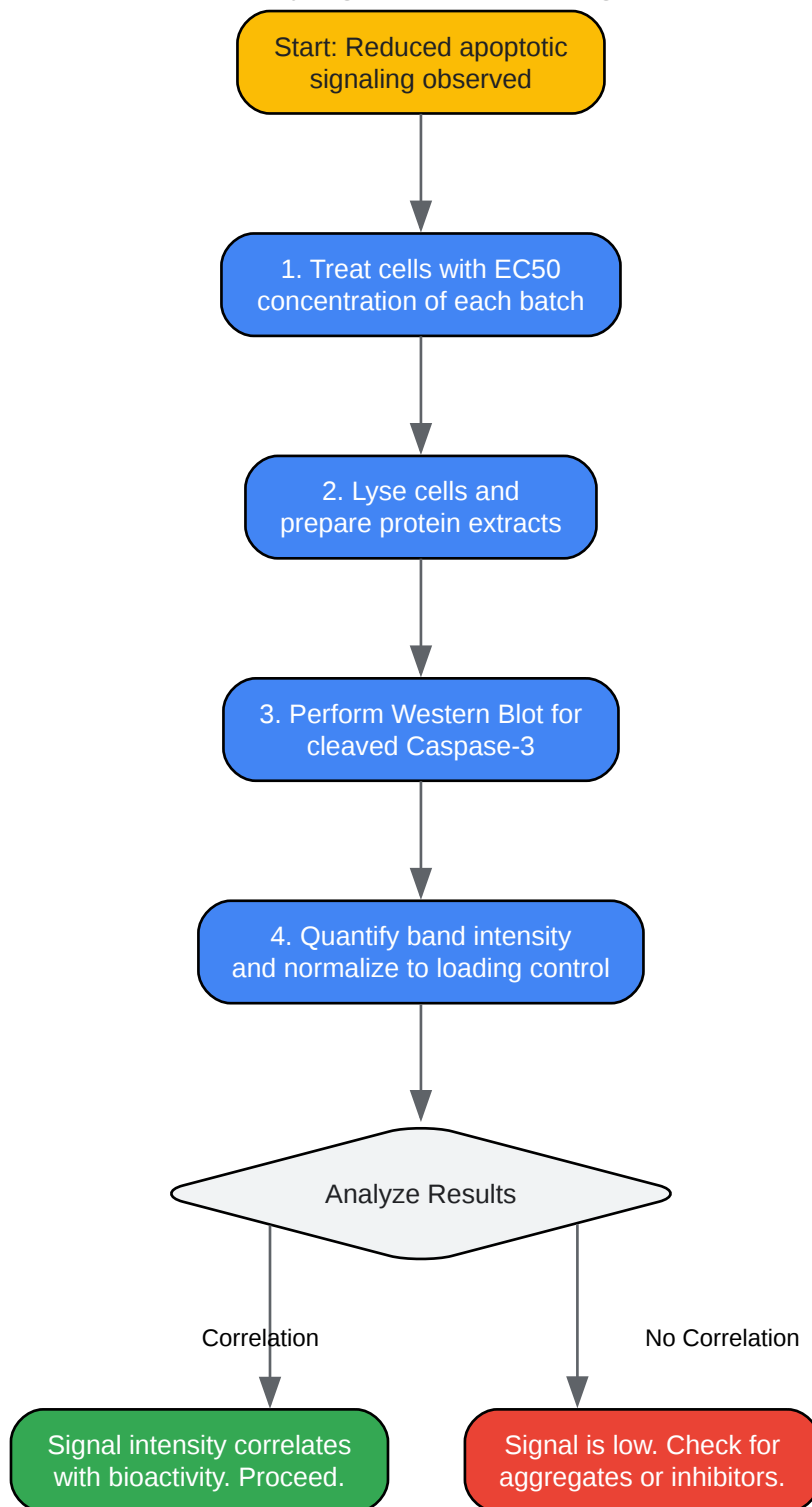 Start: Reduced apoptotic
signaling observed
1. Treat cells with EC50
concentration of each batch
2. Lyse cells and
prepare protein extracts
3. Perform Western Blot for
cleaved Caspase-3
4. Quantify band intensity
and normalize to loading control
Analyze Results
Correlation
No Correlation
Signal intensity correlates
with bioactivity. Proceed.
Signal is low. Check for
aggregates or inhibitors.